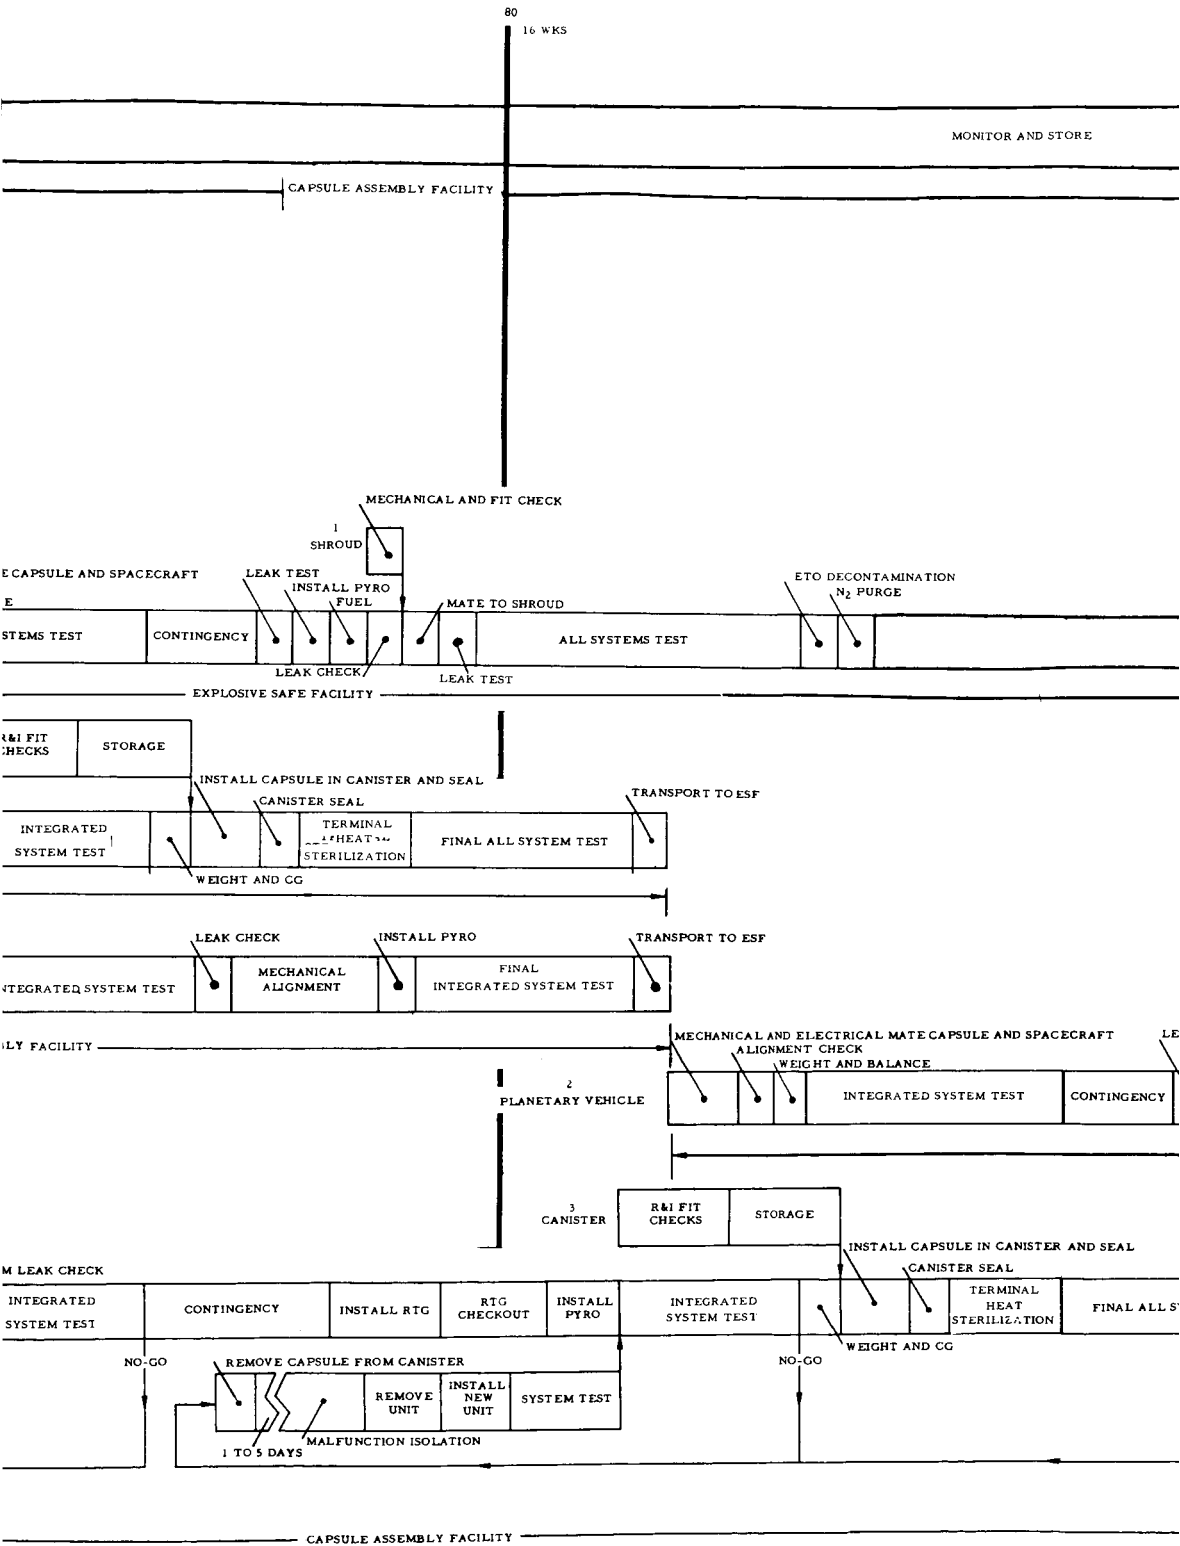 80
16 WKS
MONITOR AND STORE
CAPSULE ASSEMBLY FACILITY
MECHANICAL AND FIT CHECK
1
SHROUD
E CAPSULE AND SPACECRAFT
LEAK TEST
ETO DECONTAMINATION
INSTALL PYRO
N2 PURGE
E
FUEL
MATE TO SHROUD
STEMS TEST
CONTINGENCY
ALL SYSTEMS TEST
LEAK CHECK
LEAK TEST
EXPLOSIVE SAFE FACILITY
R&I FIT
CHECKS
STORAGE
INSTALL CAPSULE IN CANISTER AND SEAL
CANISTER SEAL
TRANSPORT TO ESF
INTEGRATED
SYSTEM TEST
TERMINAL
HEAT
STERILIZATION
FINAL ALL SYSTEM TEST
WEIGHT AND CG
LEAK CHECK
INSTALL PYRO
TRANSPORT TO ESF
NTEGRATED SYSTEM TEST
MECHANICAL
ALIGNMENT
FINAL
INTEGRATED SYSTEM TEST
LY FACILITY
MECHANICAL AND ELECTRICAL MATE CAPSULE AND SPACECRAFT
LE
ALIGNMENT CHECK
WEIGHT AND BALANCE
2
PLANETARY VEHICLE
INTEGRATED SYSTEM TEST
CONTINGENCY
3
CANISTER
R&I FIT
CHECKS
STORAGE
INSTALL CAPSULE IN CANISTER AND SEAL
CANISTER SEAL
M LEAK CHECK
INTEGRATED
SYSTEM TEST
CONTINGENCY
INSTALL RTG
RTG
CHECKOUT
INSTALL
PYRO
INTEGRATED
SYSTEM TEST
TERMINAL
HEAT
STERILIZATION
FINAL ALL SY
WEIGHT AND CG
NO-GO
REMOVE CAPSULE FROM CANISTER
NO-GO
REMOVE
UNIT
INSTALL
NEW
UNIT
SYSTEM TEST
MALFUNCTION ISOLATION
1 TO 5 DAYS
CAPSULE ASSEMBLY FACILITY